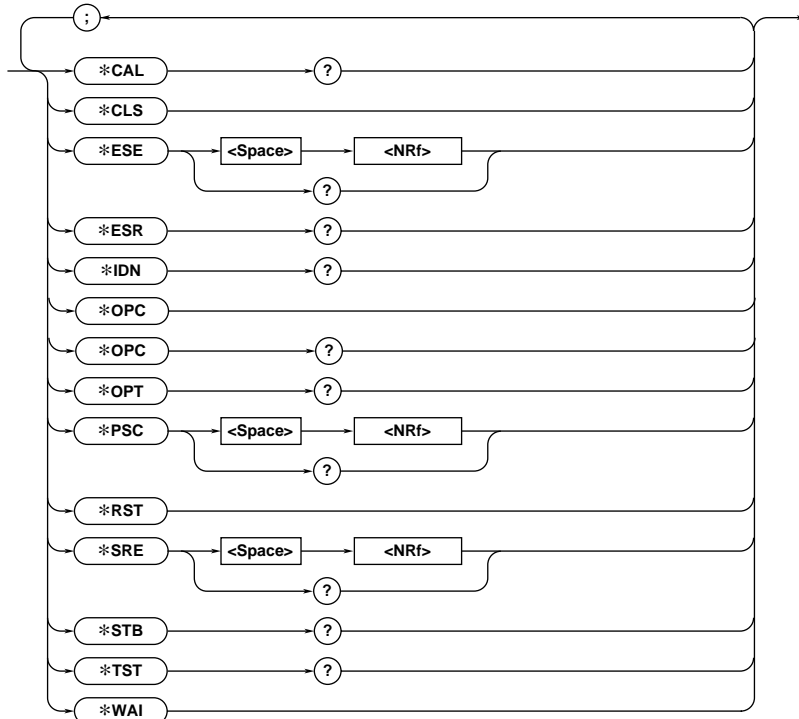 ;
*CAL ?
*CLS
*ESE <Space> <NRf>
?
*ESR ?
*IDN ?
*OPC
*OPC ?
*OPT ?
*PSC <Space> <NRf>
?
*RST
*SRE <Space> <NRf>
?
*STB ?
*TST ?
*WAI